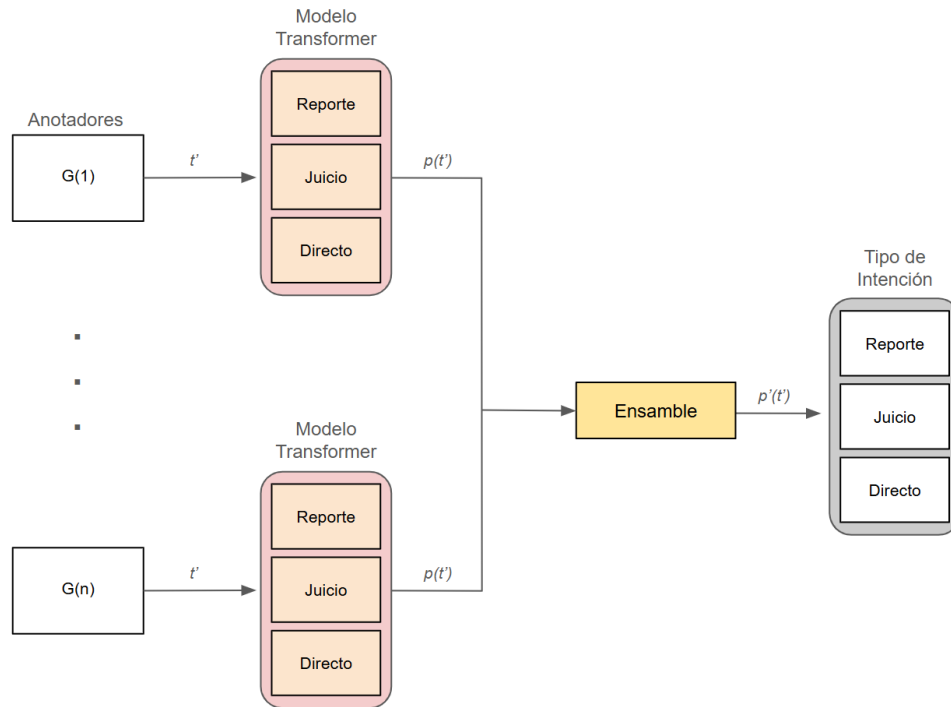 Modelo
Transformer
Anotadores
G(1)
t'
Reporte
Juicio
Directo
p(t')
Modelo
Transformer
G(n)
t'
Reporte
Juicio
Directo
p(t')
Ensamble
p'(t')
Tipo de
Intención
Reporte
Juicio
Directo